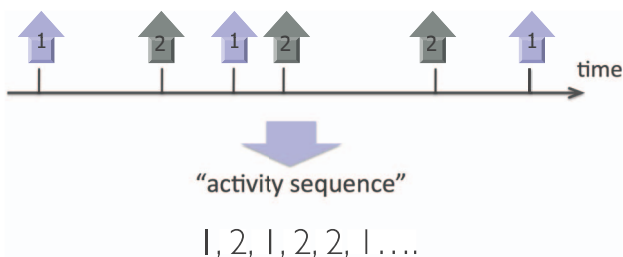 1 2 1 2 2 1
time
“activity sequence”
1, 2, 1, 2, 2, 1 ....